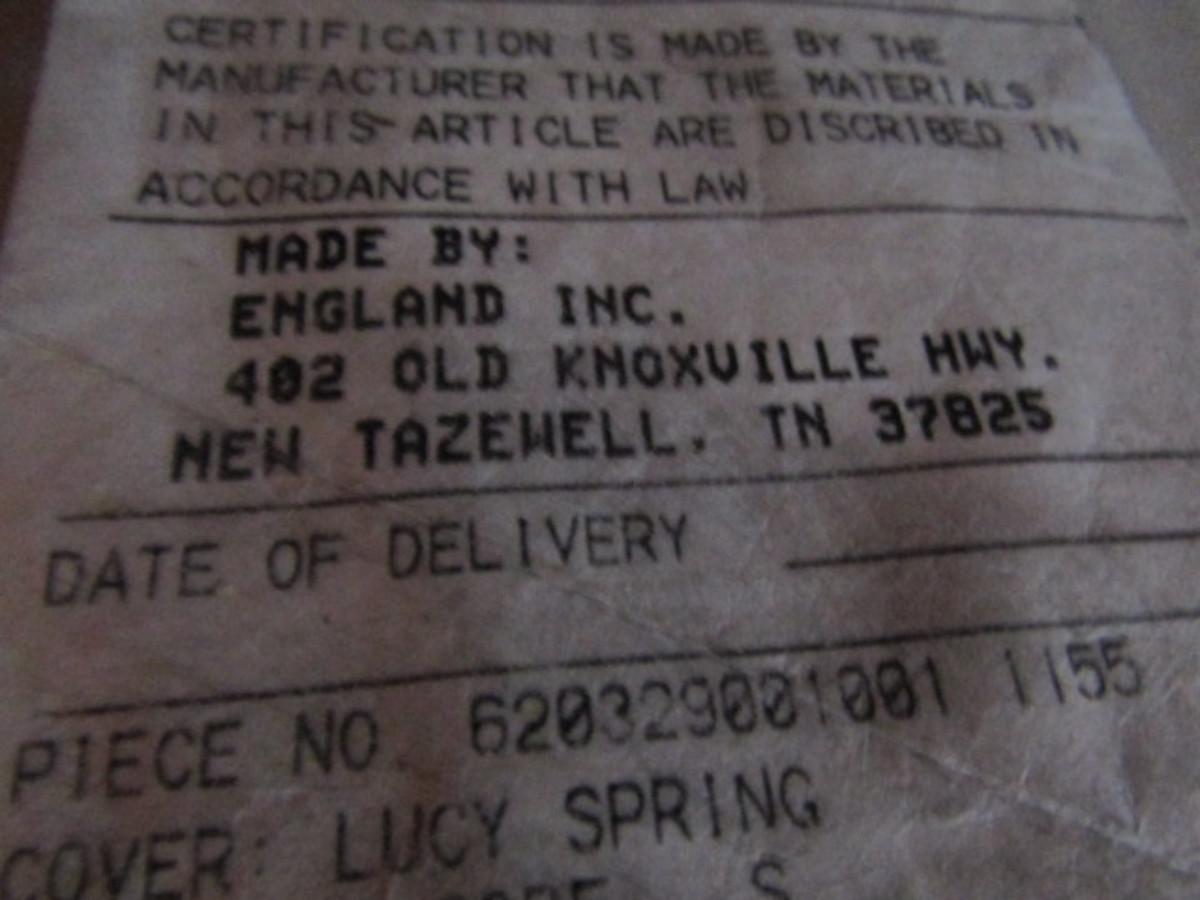 CERTIFICATION IS MADE BY THE
MANUFACTURER THAT THE MATERIALS
IN THIS ARTICLE ARE DISCRIBED IN
ACCORDANCE WITH LAW
MADE BY:
ENGLAND INC.
402 OLD KNOXVILLE HWY.
NEW TAZEWELL. TN 37825
DATE OF DELIVERY
PIECE NO 620329001001 1155
COVER: LUCY SPRING
S